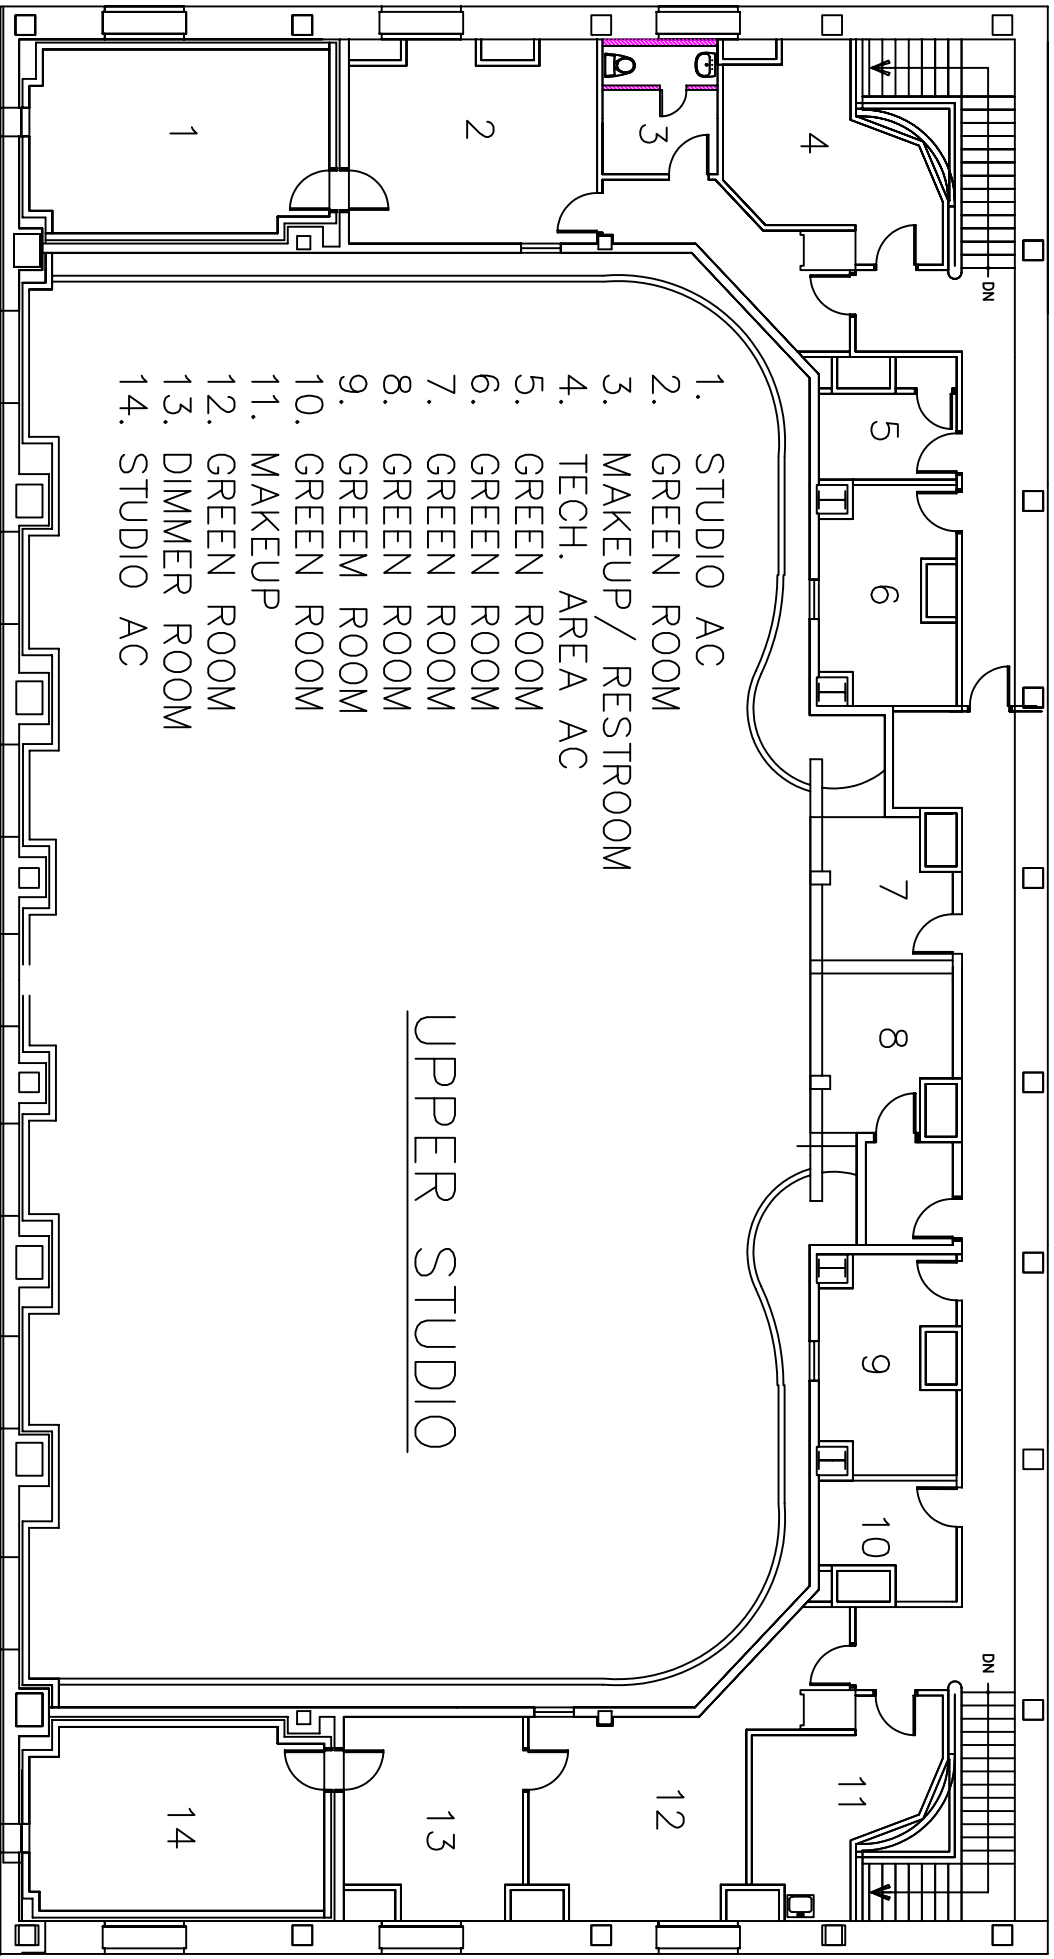 1. STUDIO AC
2. GREEN ROOM
3. MAKEUP/ RESTROOM
4. TECH. AREA AC
5. GREEN ROOM
6. GREEN ROOM
7. GREEN ROOM
8. GREEN ROOM
9. GREEM ROOM
10. GREEN ROOM
11. MAKEUP
12. GREEN ROOM
13. DIMMER ROOM
14. STUDIO AC
UPPER STUDIO
DN
DN
1
2
3
4
5
6
7
8
9
10
11
12
13
14